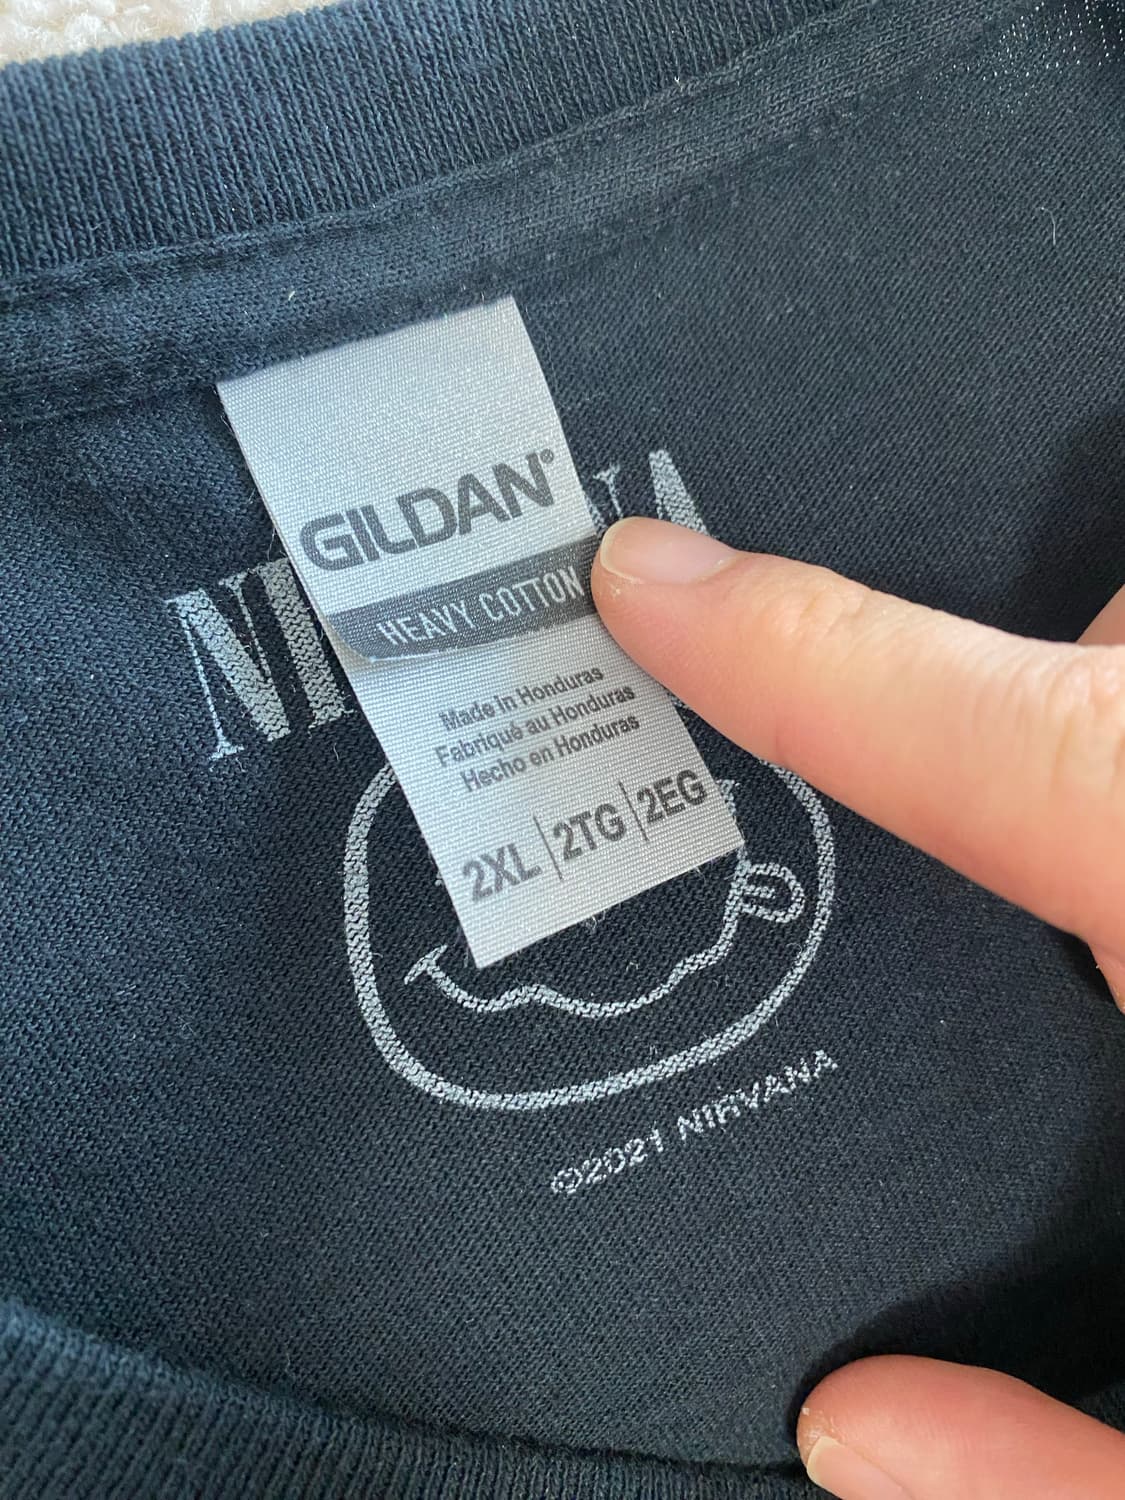 GILDAN®
HEAVY COTTON
Made in Honduras
Fabriqué au Honduras
Hecho en Honduras
2XL | 2TG | 2EG
©2021 NIRVANA